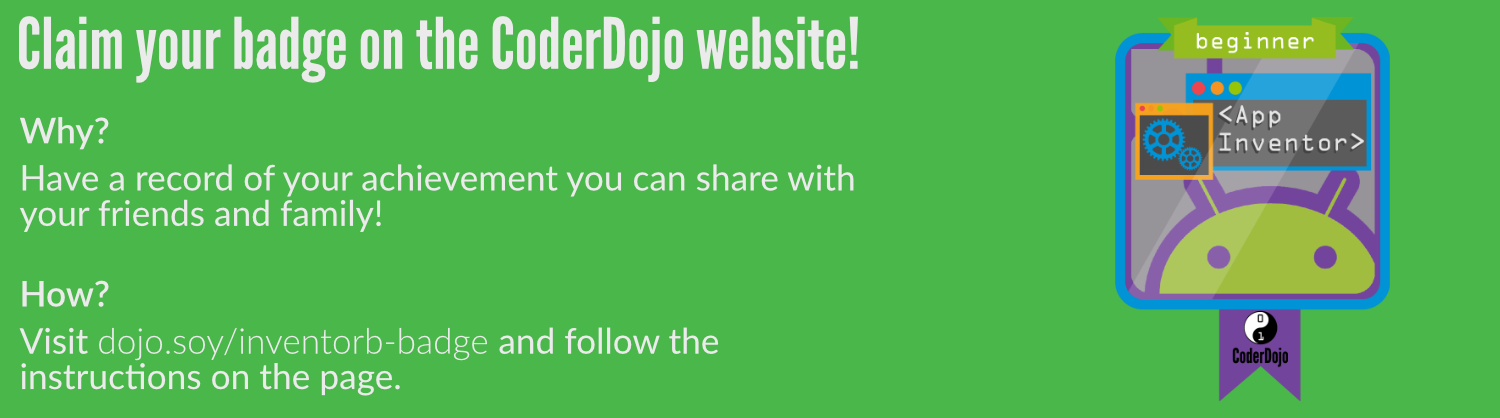 Claim your badge on the CoderDojo website!
Why?
Have a record of your achievement you can share with
your friends and family!
How?
Visit dojo.soy/inventorb-badge and follow the
instructions on the page.
beginner
<App
Inventor>
0
1
CoderDojo